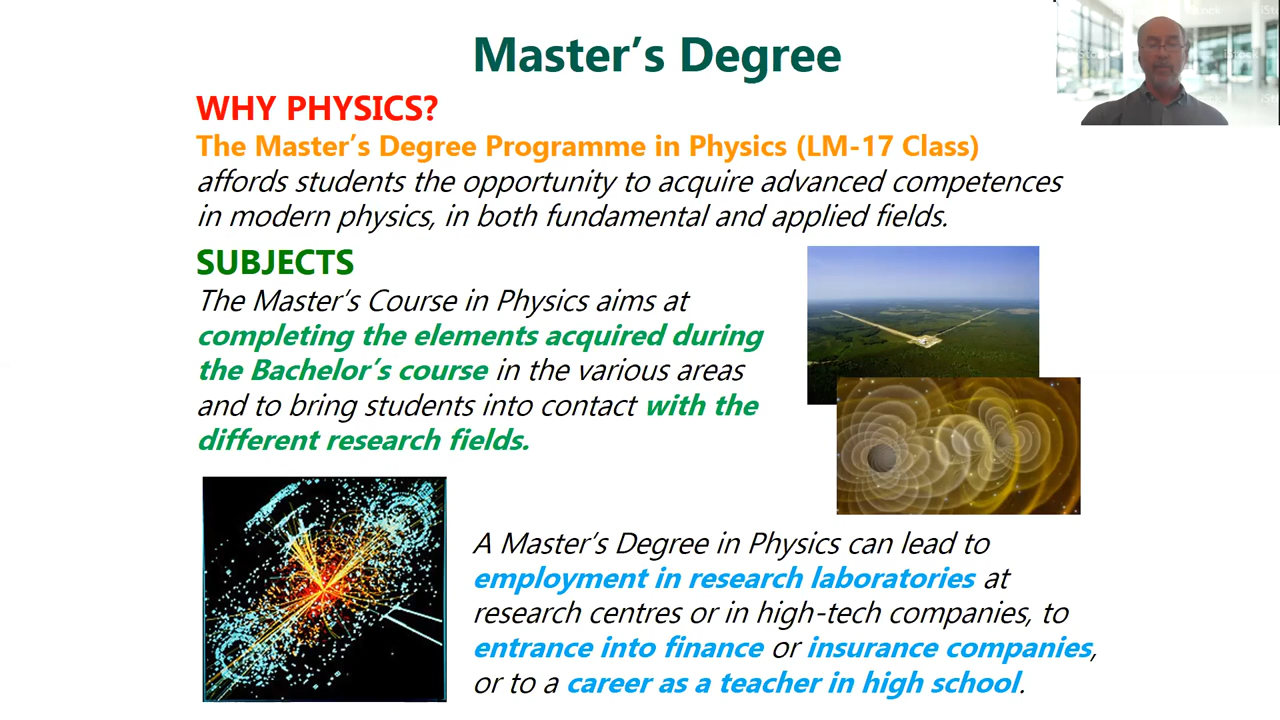 Master’s Degree
WHY PHYSICS?
The Master’s Degree Programme in Physics (LM-17 Class)
affords students the opportunity to acquire advanced competences
in modern physics, in both fundamental and applied fields.
SUBJECTS
The Master’s Course in Physics aims at
completing the elements acquired during
the Bachelor’s course in the various areas
and to bring students into contact with the
different research fields.
A Master’s Degree in Physics can lead to
employment in research laboratories at
research centres or in high-tech companies, to
entrance into finance or insurance companies,
or to a career as a teacher in high school.